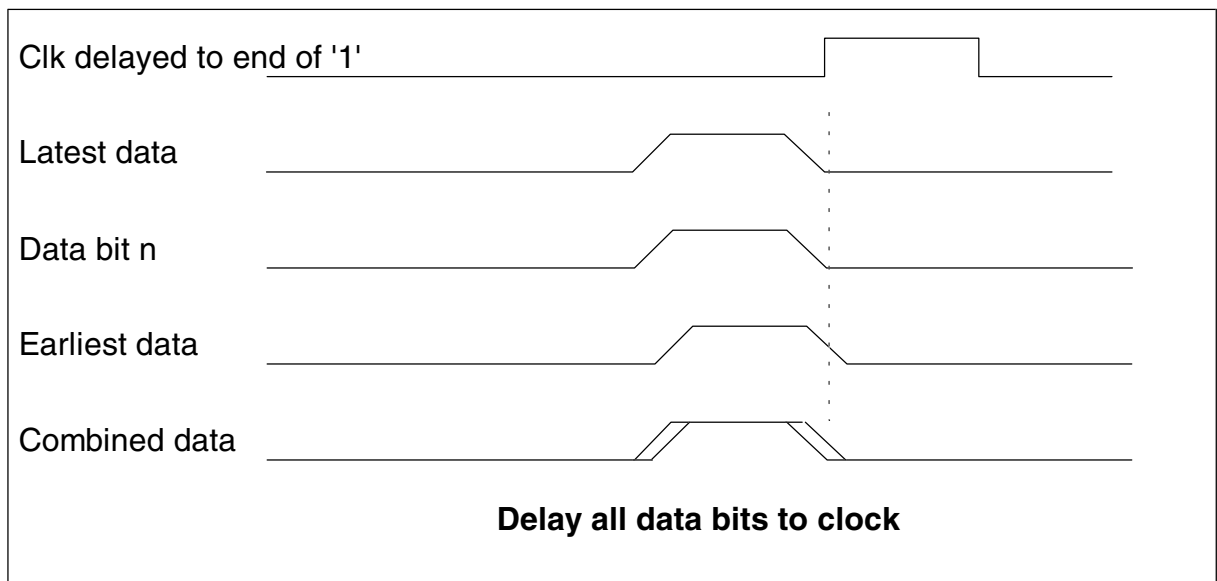 Clk delayed to end of '1'
Latest data
Data bit n
Earliest data
Combined data
Delay all data bits to clock